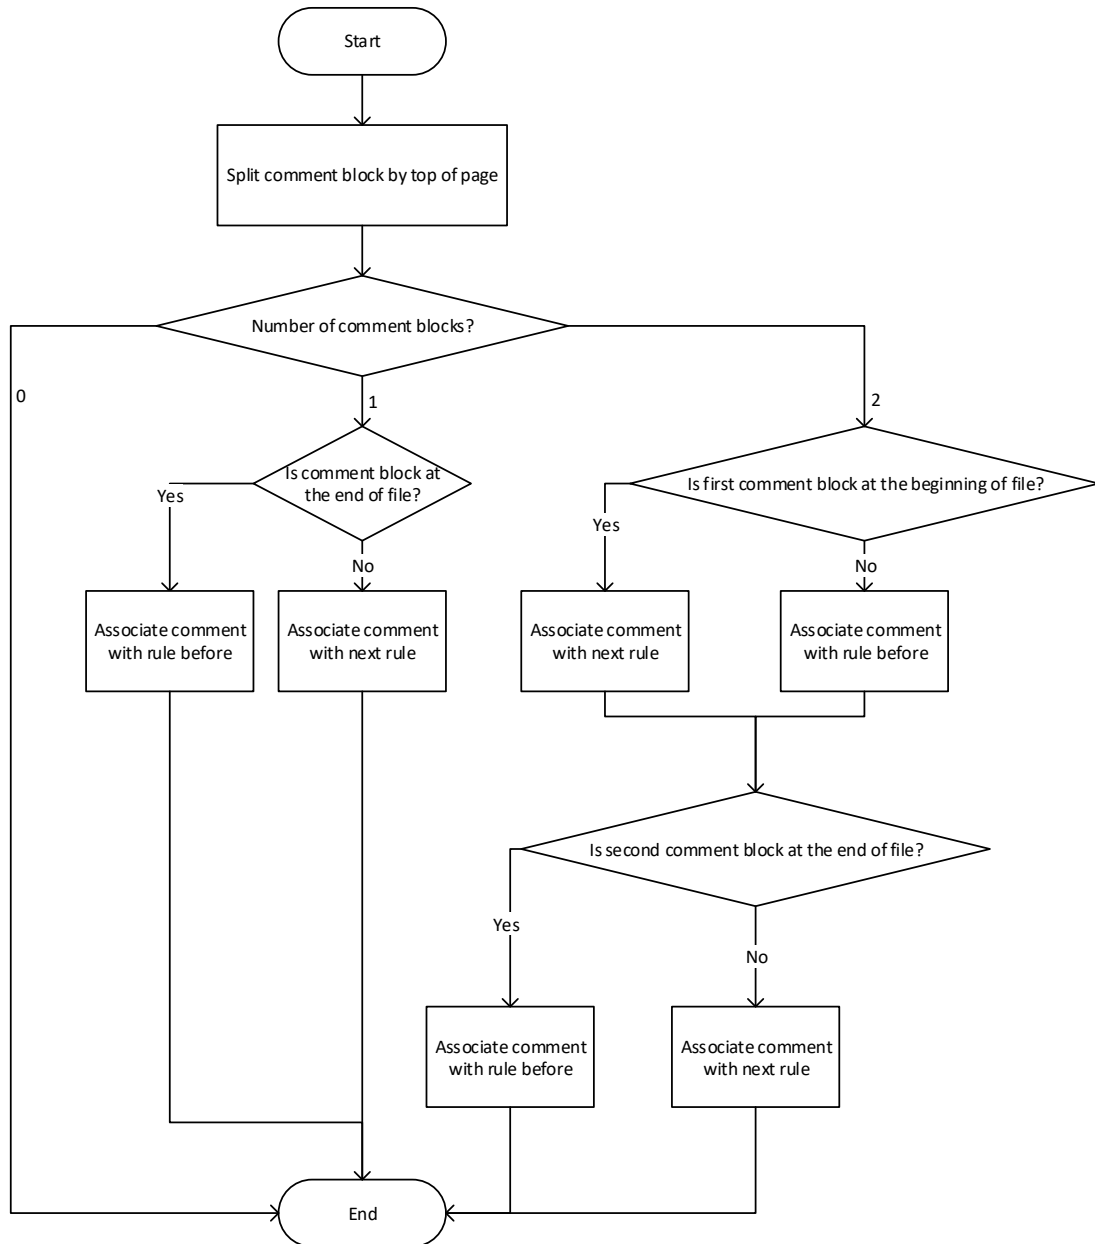 Start
Split comment block by top of page
Number of comment blocks?
0
1
2
Is comment block at
the end of file?
Is first comment block at the beginning of file?
Yes
No
Yes
No
Associate comment
with rule before
Associate comment
with next rule
Associate comment
with next rule
Associate comment
with rule before
Is second comment block at the end of file?
Yes
No
Associate comment
with rule before
Associate comment
with next rule
End